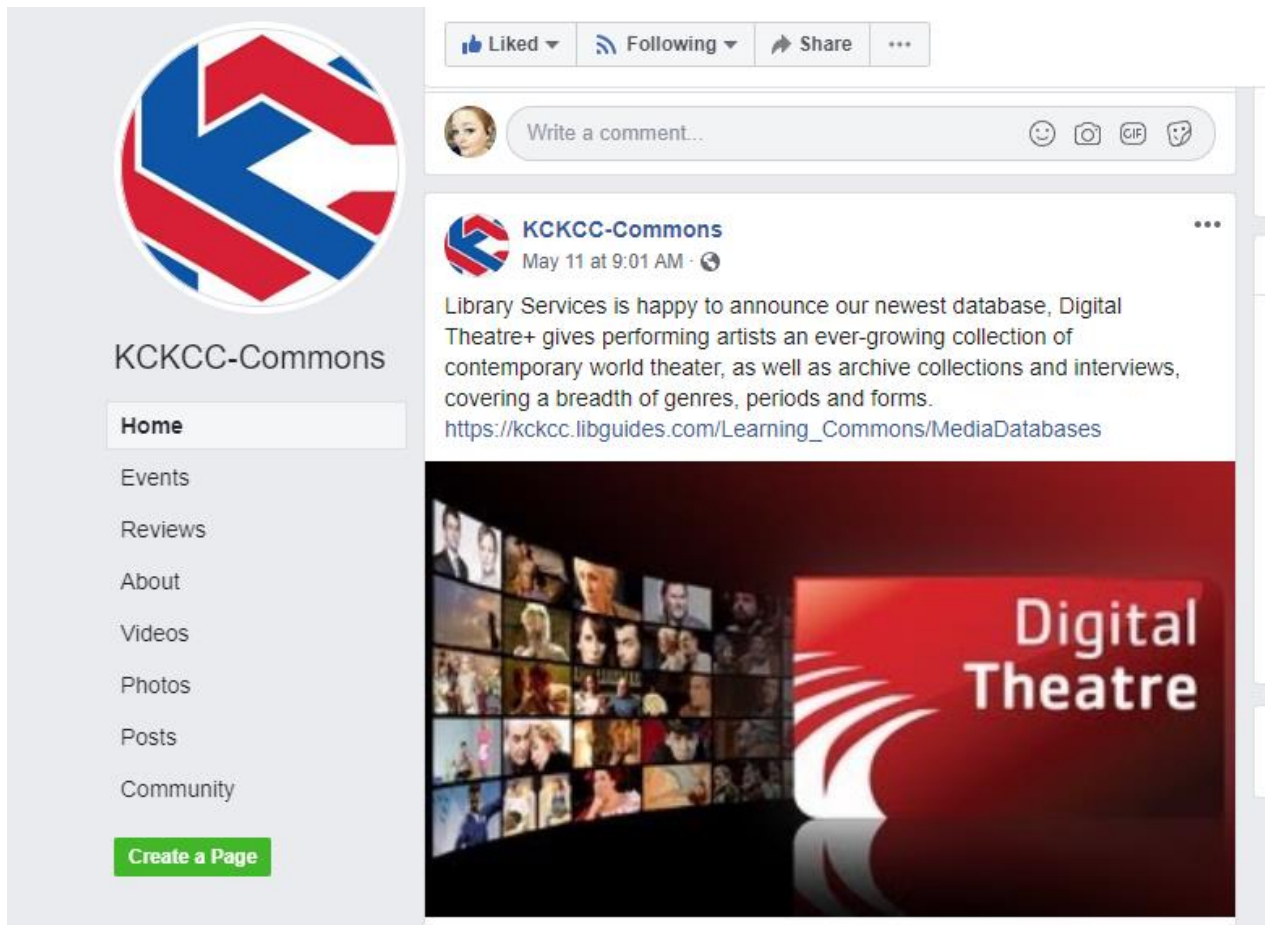 Liked
Following
Share
Write a comment...
GIF
KCKCC-Commons
May 11 at 9:01 AM ·
Library Services is happy to announce our newest database, Digital
Theatre+ gives performing artists an ever-growing collection of
contemporary world theater, as well as archive collections and interviews,
covering a breadth of genres, periods and forms.
https://kckcc.libguides.com/Learning_Commons/MediaDatabases
Digital
Theatre
KCKCC-Commons
Home
Events
Reviews
About
Videos
Photos
Posts
Community
Create a Page